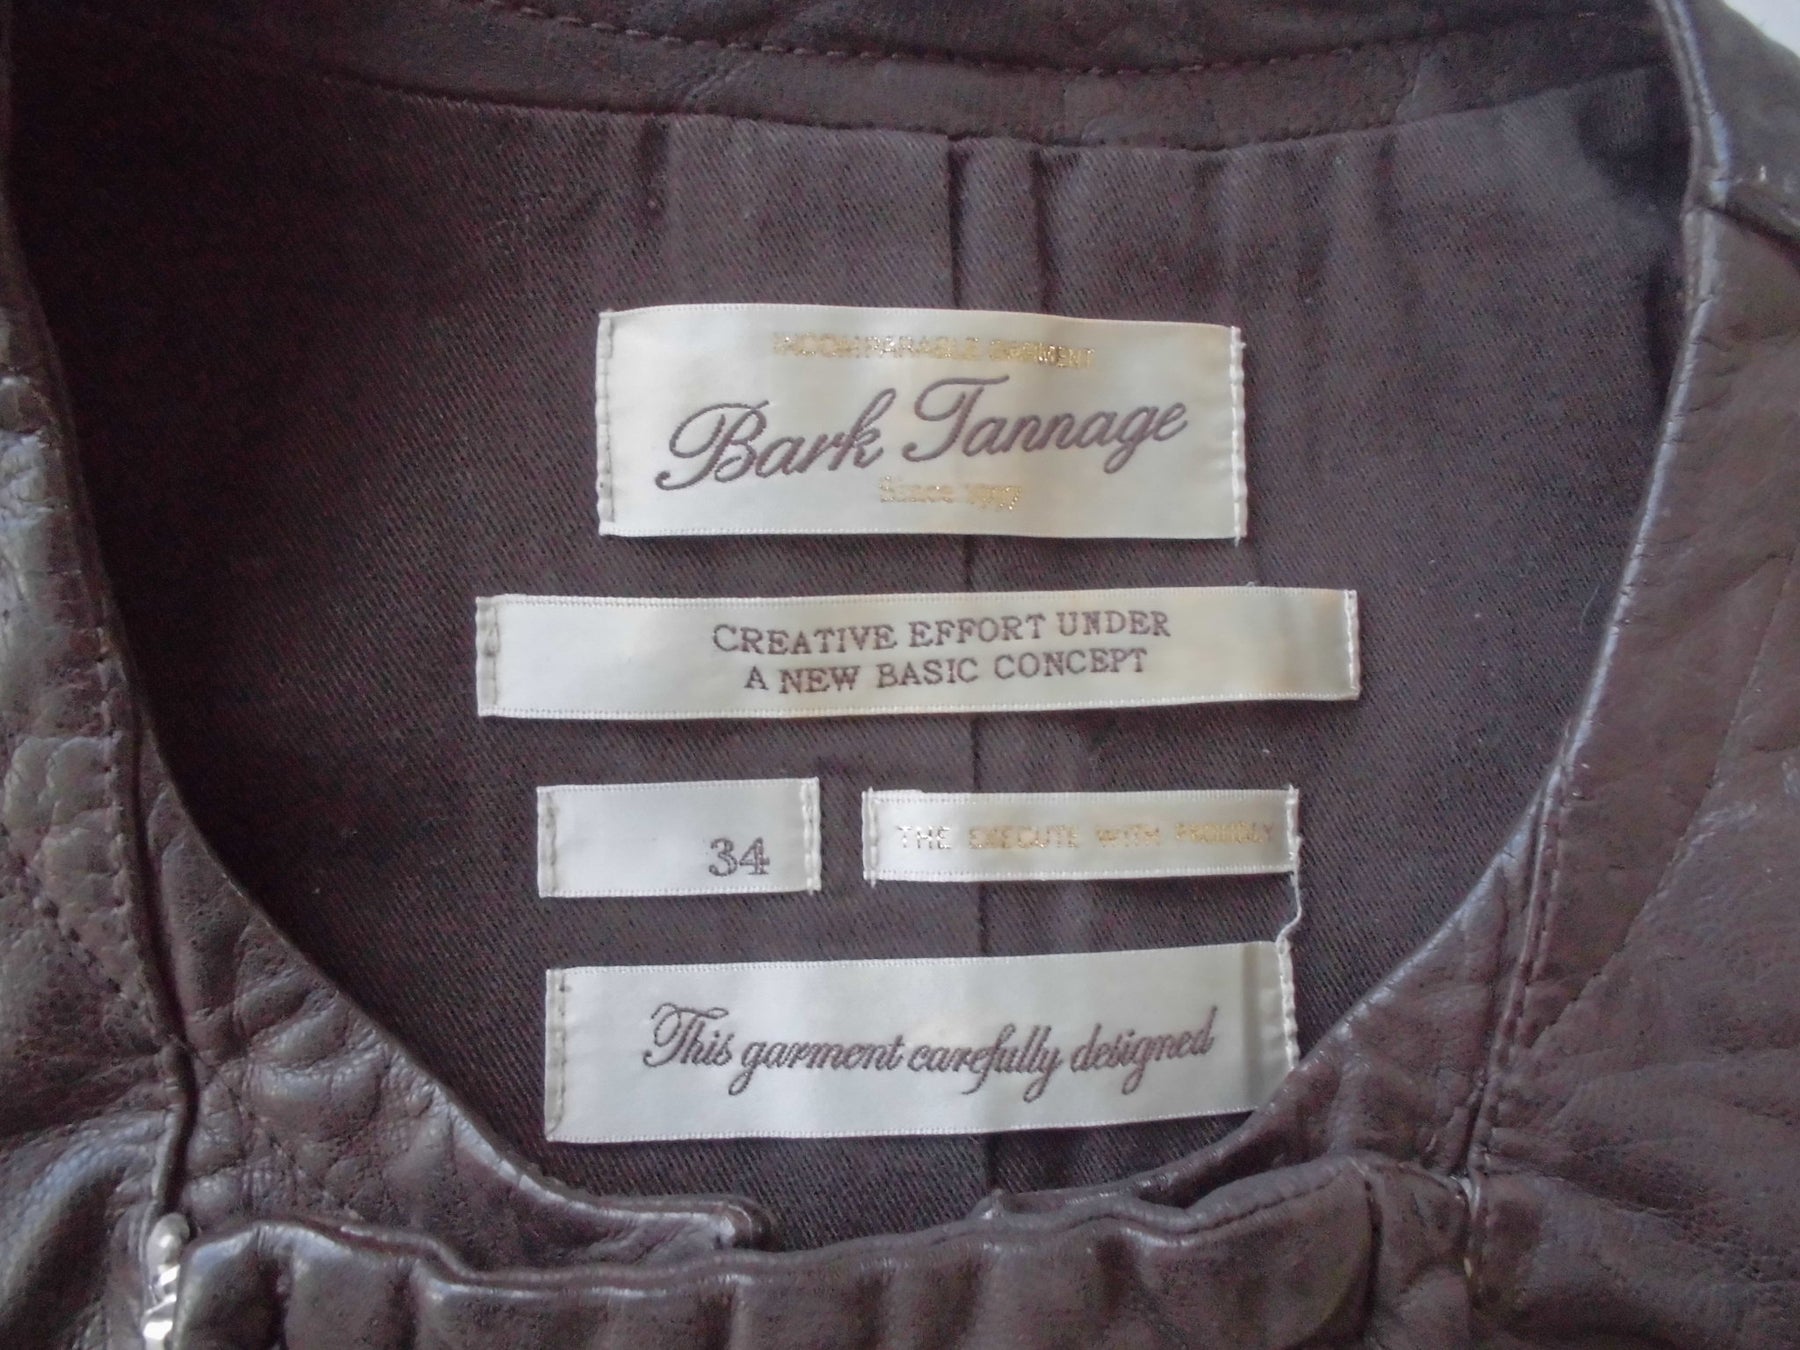 INCOMPARABLE GARMENT
Bark Tannage
Since 1997
CREATIVE EFFORT UNDER
A NEW BASIC CONCEPT
34
THE EXECUTE WITH PROUDLY
This garment carefully designed